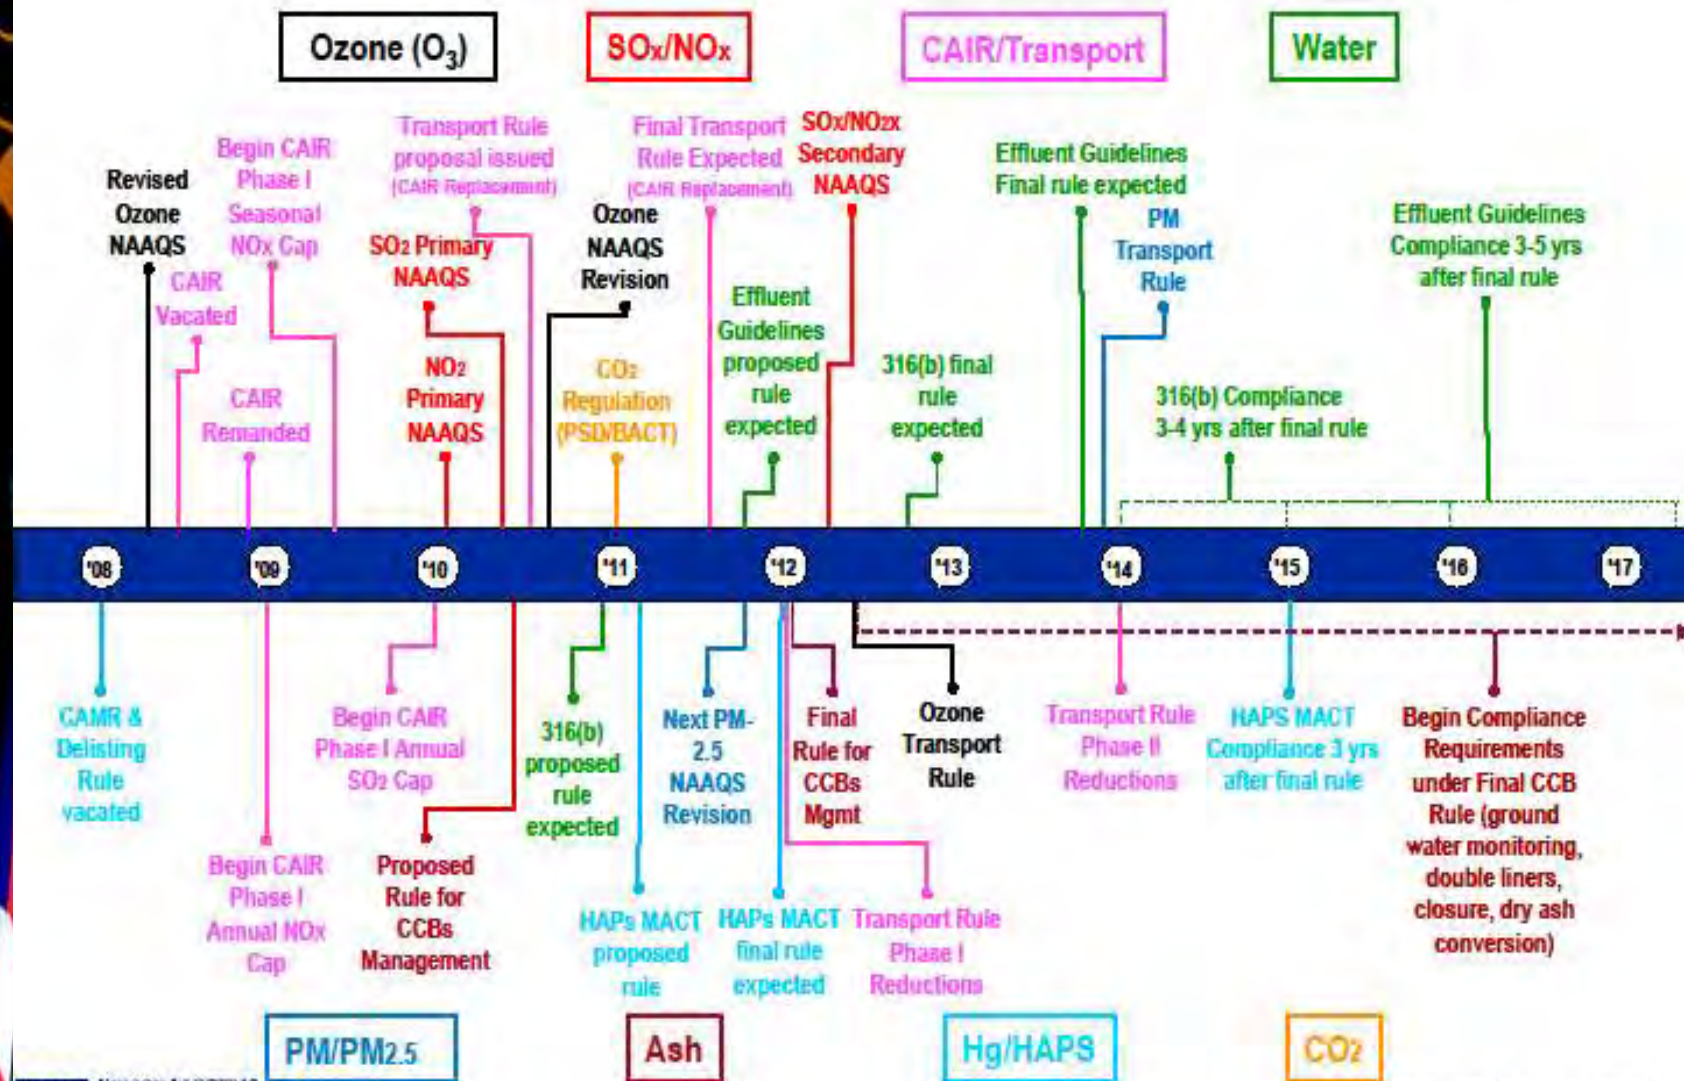 Ozone (O3)
SOx/NOx
CAIR/Transport
Water
Revised
Ozone
NAAQS
CAIR
Vacated
Begin CAIR
Phase I
Seasonal
NOx Cap
CAIR
Remanded
Transport Rule
proposal issued
(CAIR Replacement)
SO2 Primary
NAAQS
NO2
Primary
NAAQS
Ozone
NAAQS
Revision
CO2
Regulation
(PSD/BACT)
Final Transport
Rule Expected
(CAIR Replacement)
Effluent
Guidelines
proposed
rule
expected
SOx/NO2x
Secondary
NAAQS
316(b) final
rule
expected
Effluent Guidelines
Final rule expected
PM
Transport
Rule
316(b) Compliance
3-4 yrs after final rule
Effluent Guidelines
Compliance 3-5 yrs
after final rule
'08
'09
'10
'11
'12
'13
'14
'15
'16
'17
CAMR &
Delisting
Rule
vacated
Begin CAIR
Phase I
Annual NOx
Cap
Begin CAIR
Phase I Annual
SO2 Cap
Proposed
Rule for
CCBs
Management
316(b)
proposed
rule
expected
HAPs MACT
proposed
rule
Next PM-
2.5
NAAQS
Revision
HAPs MACT
final rule
expected
Final
Rule for
CCBs
Mgmt
Transport Rule
Phase I
Reductions
Ozone
Transport
Rule
Transport Rule
Phase II
Reductions
HAPS MACT
Compliance 3 yrs
after final rule
Begin Compliance
Requirements
under Final CCB
Rule (ground
water monitoring,
double liners,
closure, dry ash
conversion)
PM/PM2.5
Ash
Hg/HAPS
CO2